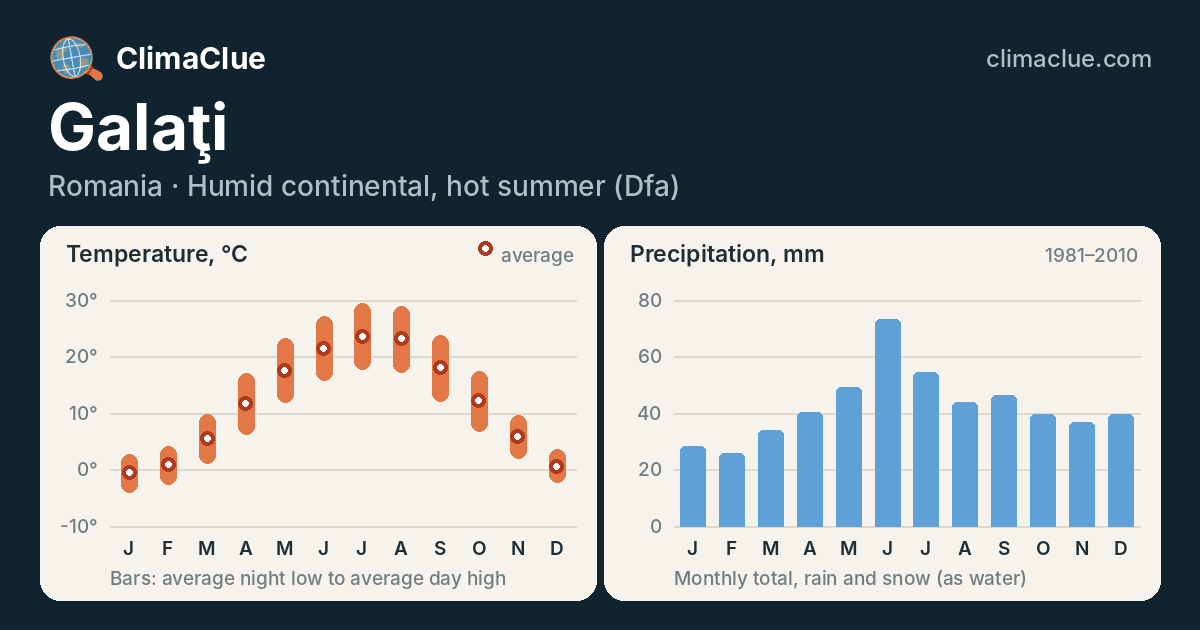 ClimaClue
climaclue.com
Galaţi
Romania · Humid continental, hot summer (Dfa)
Temperature, °C
average
30°
20°
10°
0°
-10°
J F M A M J J A S O N D
Bars: average night low to average day high
Precipitation, mm
1981–2010
80
60
40
20
0
J F M A M J J A S O N D
Monthly total, rain and snow (as water)